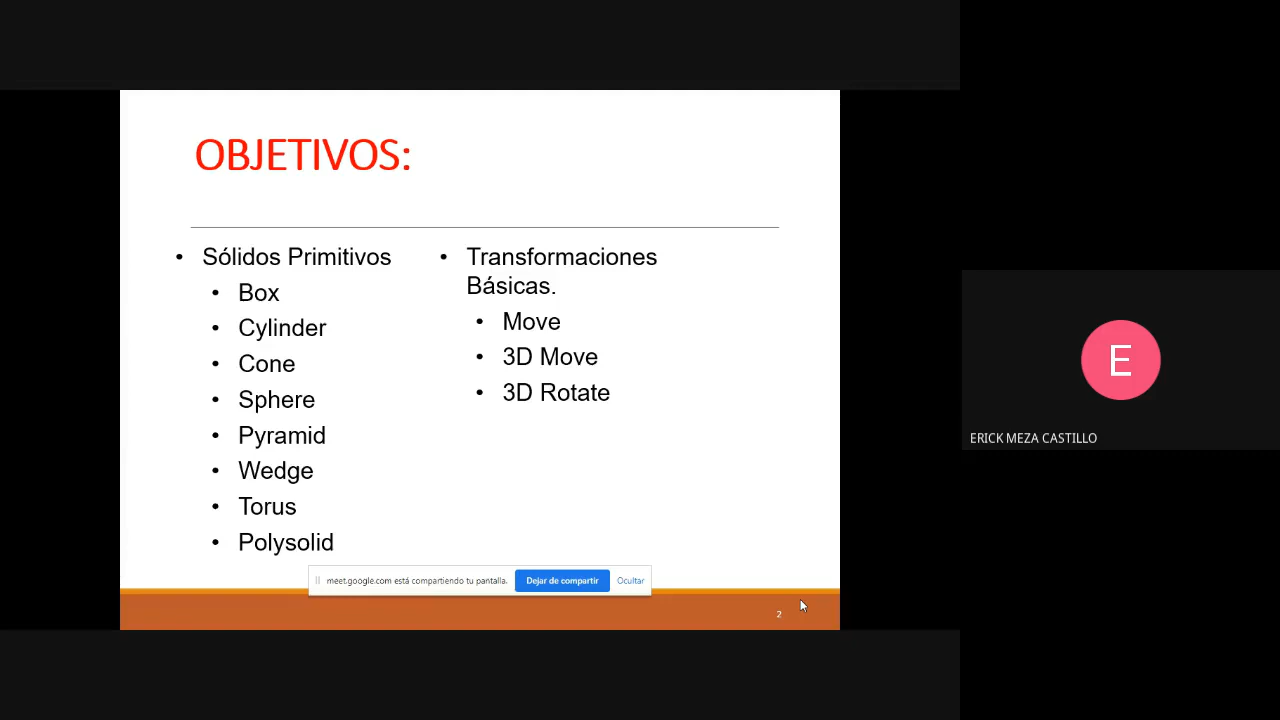 OBJETIVOS:
• Sólidos Primitivos
• Box
• Cylinder
• Cone
• Sphere
• Pyramid
• Wedge
• Torus
• Polysolid
• Transformaciones
Básicas.
• Move
• 3D Move
• 3D Rotate
meet.google.com está compartiendo tu pantalla. Dejar de compartir Ocultar
2
E
ERICK MEZA CASTILLO